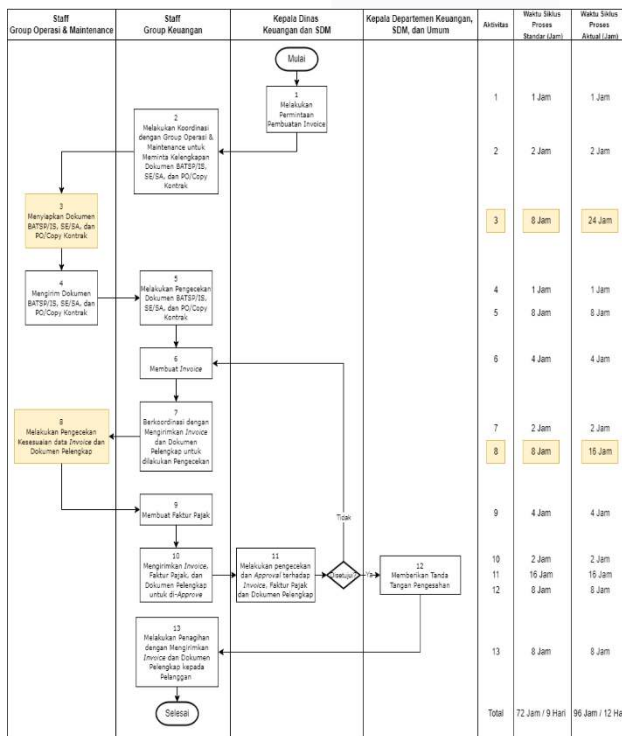 Staff
Group Operasi & Maintenance
Staff
Group Keuangan
Kepala Dinas
Keuangan dan SDM
Kepala Departemen Keuangan,
SDM, dan Umum
Aktivitas
Waktu Siklus
Proses
Standar (Jam)
Waktu Siklus
Proses
Aktual (Jam)
Mulai
1
Melakukan
Permintaan
Pembuatan Invoice
1 1 Jam 1 Jam
2
Melakukan Koordinasi
dengan Group Operasi &
Maintenance untuk
Meminta Kelengkapan
Dokumen BATSP/IS,
SE/SA, dan PO/Copy
Kontrak
2 2 Jam 2 Jam
3
Menyiapkan Dokumen
BATSP/IS, SE/SA, dan
PO/Copy Kontrak
3 8 Jam 24 Jam
4
Mengirim Dokumen
BATSP/IS, SE/SA, dan
PO/Copy Kontrak
5
Melakukan Pengecekan
Dokumen BATSP/IS,
SE/SA, dan PO/Copy
Kontrak
4 1 Jam 1 Jam
5 8 Jam 8 Jam
6
Membuat Invoice
6 4 Jam 4 Jam
7
Berkoordinasi dengan
Mengirimkan Invoice
dan Dokumen
Pelengkap untuk
dilakukan Pengecekan
7 2 Jam 2 Jam
8
Melakukan Pengecekan
Kesesuaian data Invoice dan
Dokumen Pelengkap
8 8 Jam 16 Jam
9
Membuat Faktur Pajak
Tidak
9 4 Jam 4 Jam
10
Mengirimkan Invoice,
Faktur Pajak, dan
Dokumen Pelengkap
untuk di-Approve
11
Melakukan pengecekan
dan Approval terhadap
Invoice, Faktur Pajak
dan Dokumen Pelengkap
Disetujui?
Ya
12
Memberikan Tanda
Tangan Pengesahan
10 2 Jam 2 Jam
11 16 Jam 16 Jam
12 8 Jam 8 Jam
13
Melakukan Penagihan
dengan Mengirimkan
Invoice dan Dokumen
Pelengkap kepada
Pelanggan
13 8 Jam 8 Jam
Selesai
Total 72 Jam / 9 Hari 96 Jam / 12 Ha